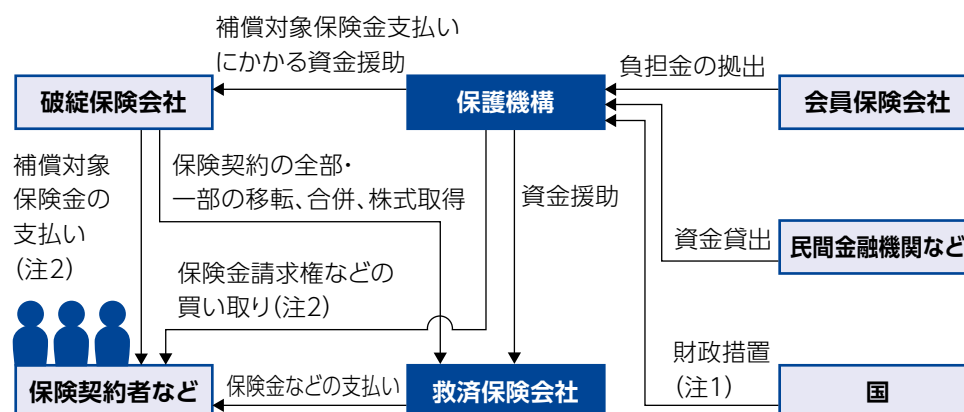 補償対象保険金支払い
にかかる資金援助
負担金の拠出
破綻保険会社
保護機構
会員保険会社
補償対象
保険金の
支払い
(注2)
保険契約の全部・
一部の移転、合併、株式取得
資金援助
資金貸出
民間金融機関など
保険金請求権などの
買い取り(注2)
財政措置
(注1)
保険契約者など
保険金などの支払い
救済保険会社
国